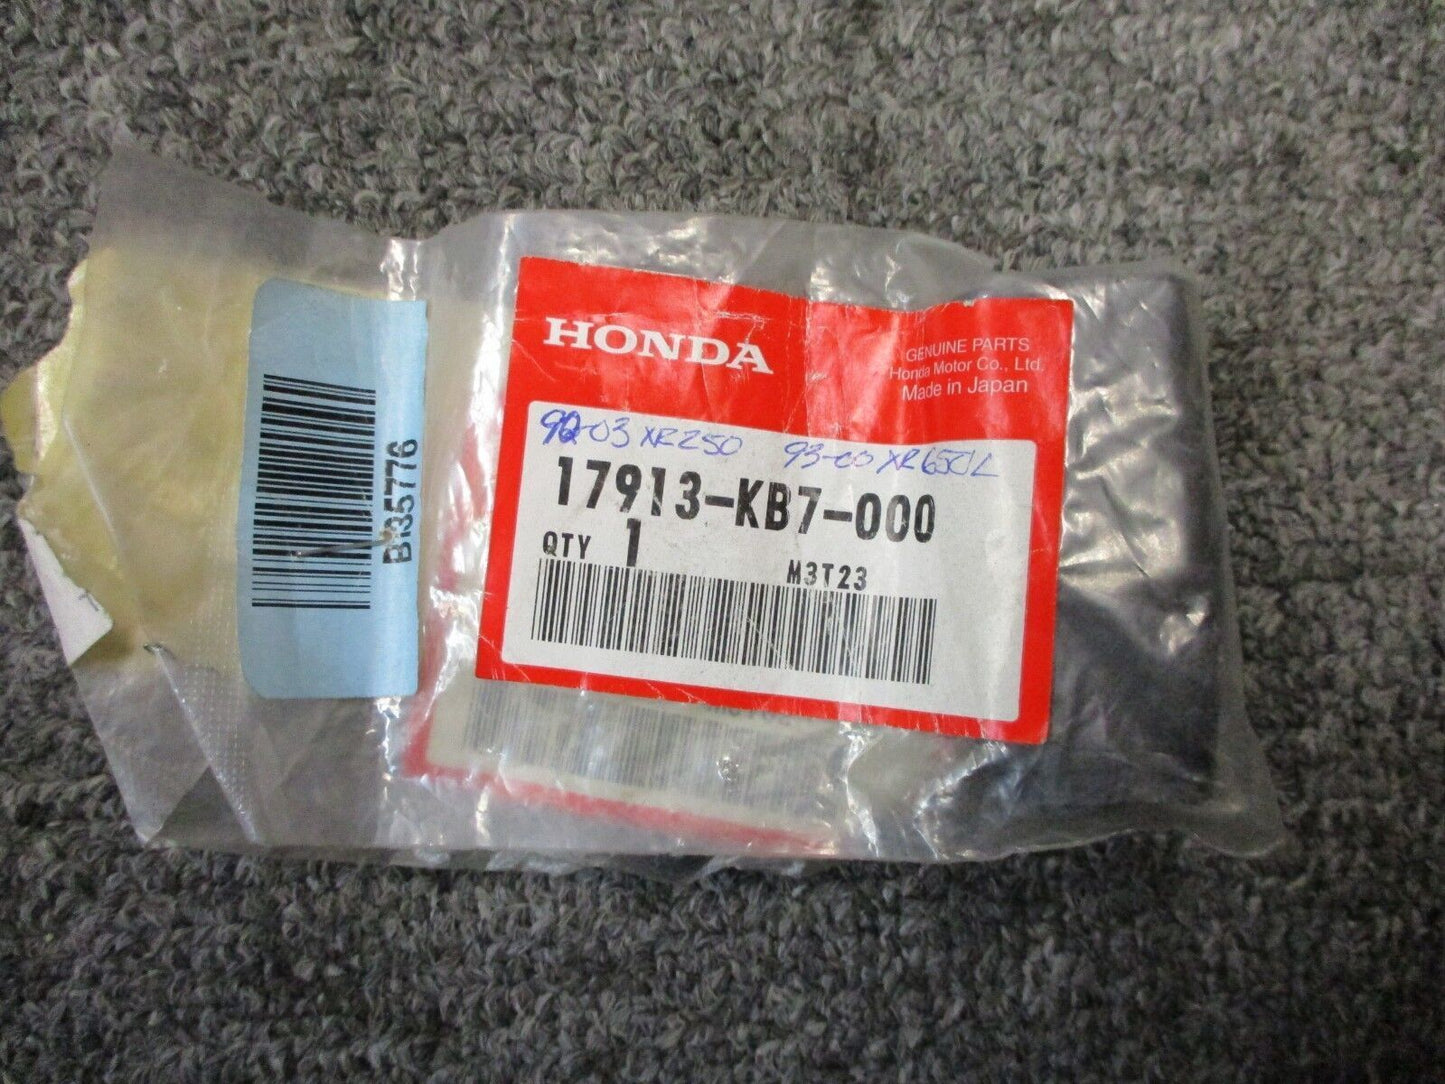 HONDA
GENUINE PARTS
Honda Motor Co., Ltd.
Made in Japan
90-03 XR250 93-00 XR650L
17913-KB7-000
QTY 1
M3T23
B135776